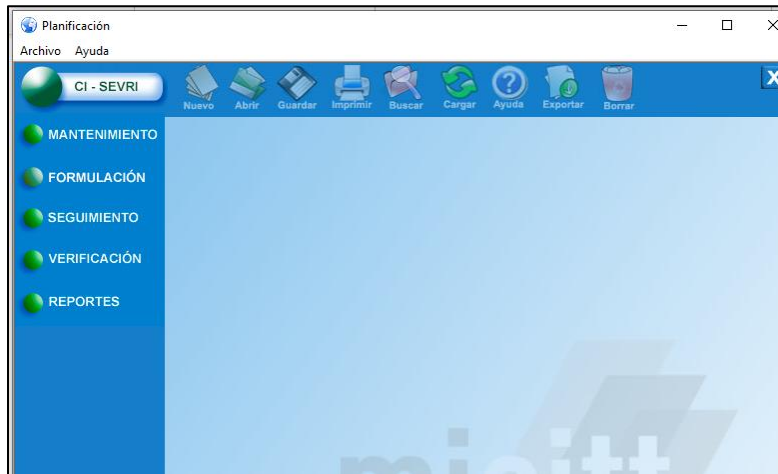 Planificación
Archivo Ayuda
CI - SEVRI
Nuevo Abrir Guardar Imprimir Buscar Cargar Ayuda Exportar Borrar
X
MANTENIMIENTO
FORMULACIÓN
SEGUIMIENTO
VERIFICACIÓN
REPORTES
micitt